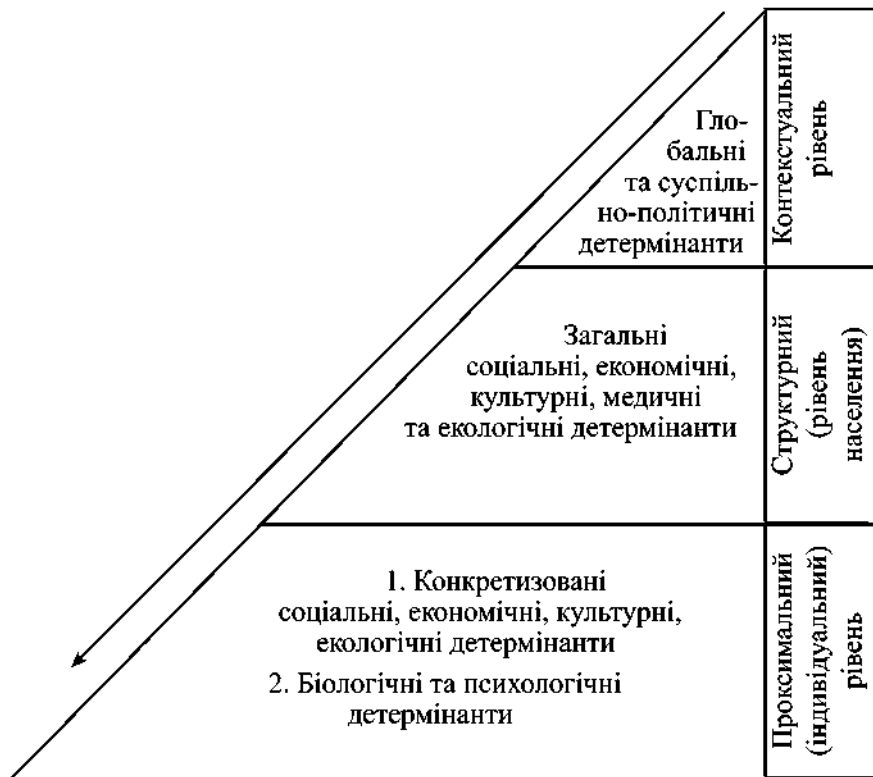 Гло-
бальні
та суспіль-
но-політичні
детермінанти
Контекстуальний
рівень
Загальні
соціальні, економічні,
культурні, медичні
та екологічні детермінанти
Структурний
(рівень
населення)
1. Конкретизовані
соціальні, економічні, культурні,
екологічні детермінанти
2. Біологічні та психологічні
детермінанти
Проксимальний
(індивідуальний)
рівень